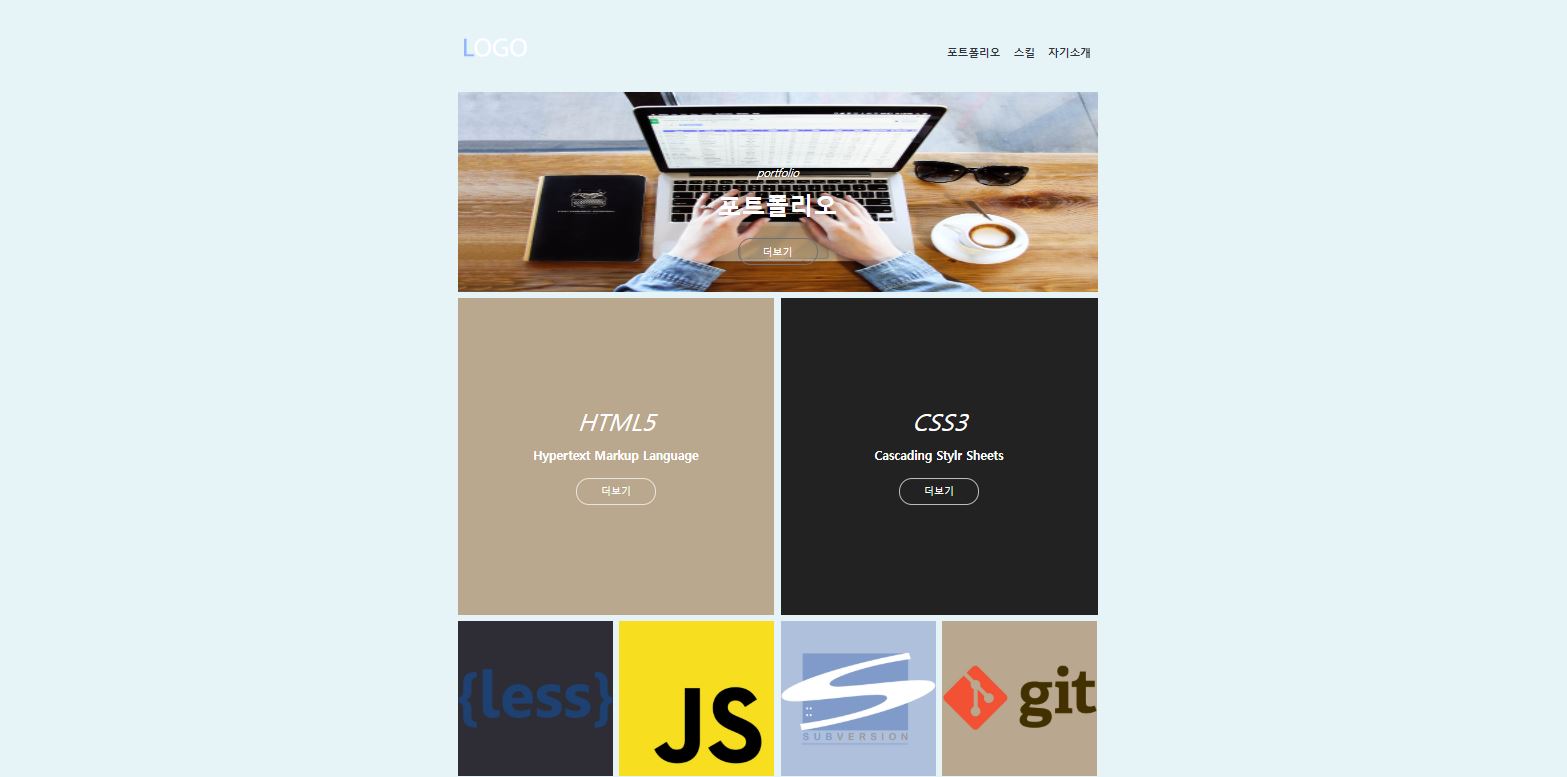 LOGO
포트폴리오 스킬 자기소개
portfolio
포트폴리오
더보기
HTML5
Hypertext Markup Language
더보기
CSS3
Cascading Stylr Sheets
더보기
{less}
JS
SUBVERSION
git